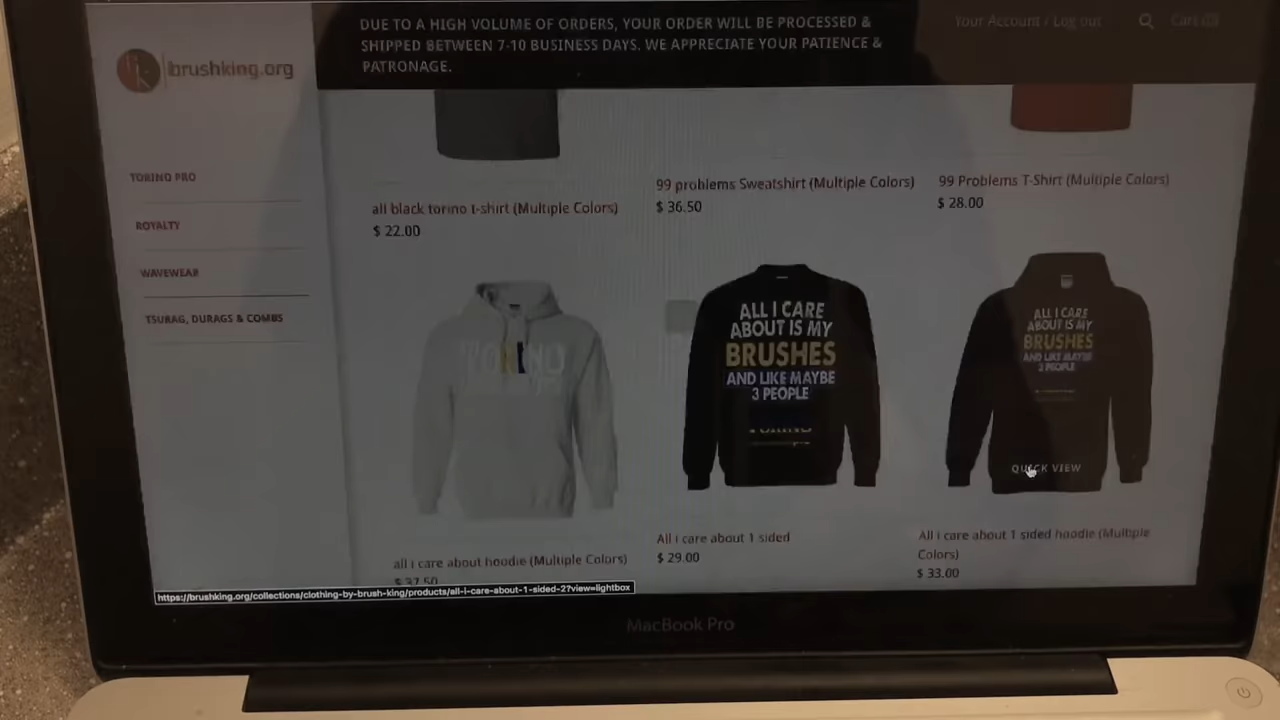 DUE TO A HIGH VOLUME OF ORDERS, YOUR ORDER WILL BE PROCESSED &
SHIPPED BETWEEN 7-10 BUSINESS DAYS. WE APPRECIATE YOUR PATIENCE &
PATRONAGE.
Your Account / Log out
Cart
brushking.org
TORINO PRO
ROYALTY
WAVEWEAR
TSURAG, DURAGS & COMBS
all black torino t-shirt (Multiple Colors)
$ 22.00
99 problems Sweatshirt (Multiple Colors)
$ 36.50
99 Problems T-Shirt (Multiple Colors)
$ 28.00
TORINO
ALL I CARE
ABOUT IS MY
BRUSHES
AND LIKE MAYBE
3 PEOPLE
ALL I CARE
ABOUT IS MY
BRUSHES
AND LIKE MAYBE
3 PEOPLE
QUICK VIEW
all i care about hoodie (Multiple Colors)
$ 37.50
All i care about 1 sided
$ 29.00
All i care about 1 sided hoodie (Multiple
Colors)
$ 33.00
https://brushking.org/collections/clothing-by-brush-king/products/all-i-care-about-1-sided-2?view=lightbox
MacBook Pro